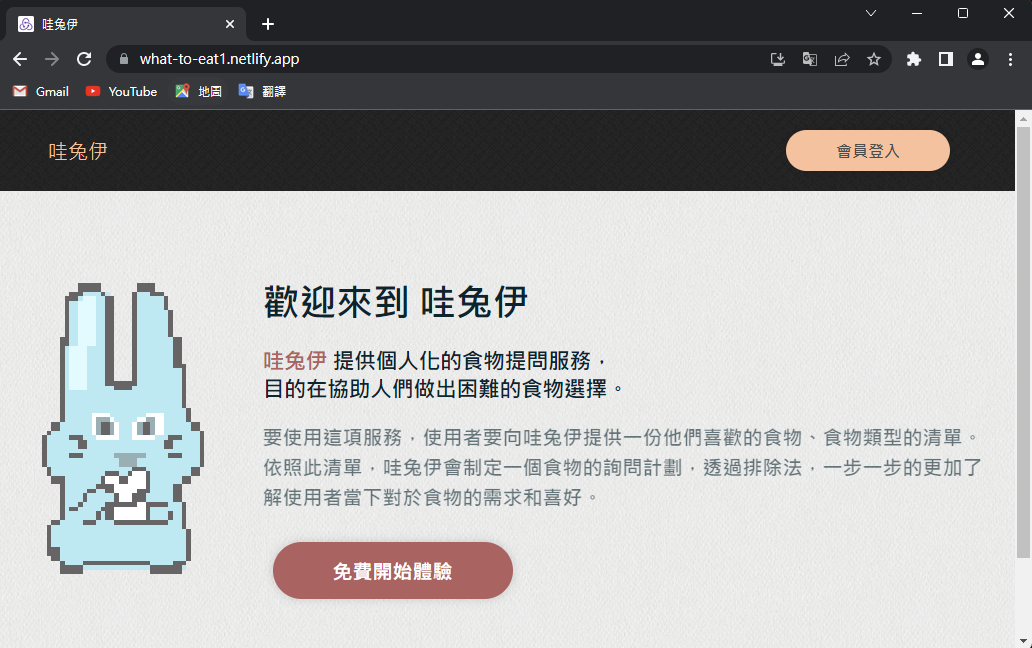 哇兔伊
what-to-eat1.netlify.app
Gmail YouTube 地圖 翻譯
哇兔伊 會員登入
歡迎來到 哇兔伊
哇兔伊 提供個人化的食物提問服務，
目的在協助人們做出困難的食物選擇。
要使用這項服務，使用者要向哇兔伊提供一份他們喜歡的食物、食物類型的清單。
依照此清單，哇兔伊會制定一個食物的詢問計劃，透過排除法，一步一步的更加了
解使用者當下對於食物的需求和喜好。
免費開始體驗